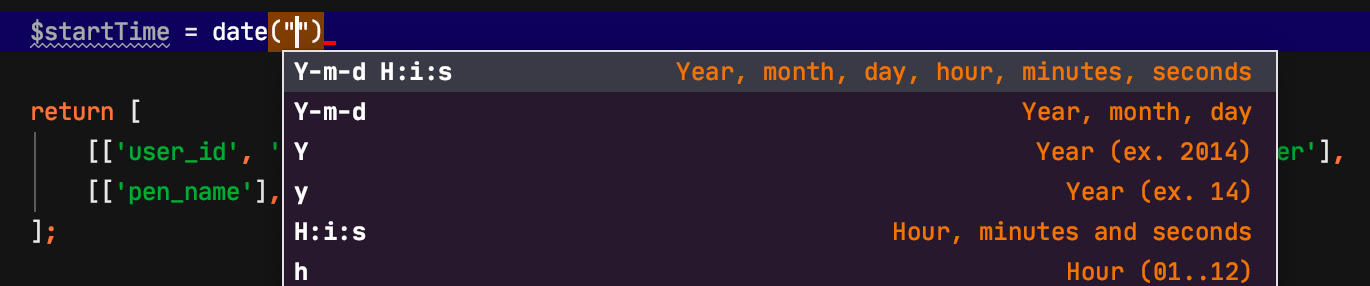 $startTime = date("")
Y-m-d H:i:s Year, month, day, hour, minutes, seconds
return [
Y-m-d Year, month, day
[['user_id', ' Y Year (ex. 2014) er'],
[['pen_name'], y Year (ex. 14)
]; H:i:s Hour, minutes and seconds
h Hour (01..12)